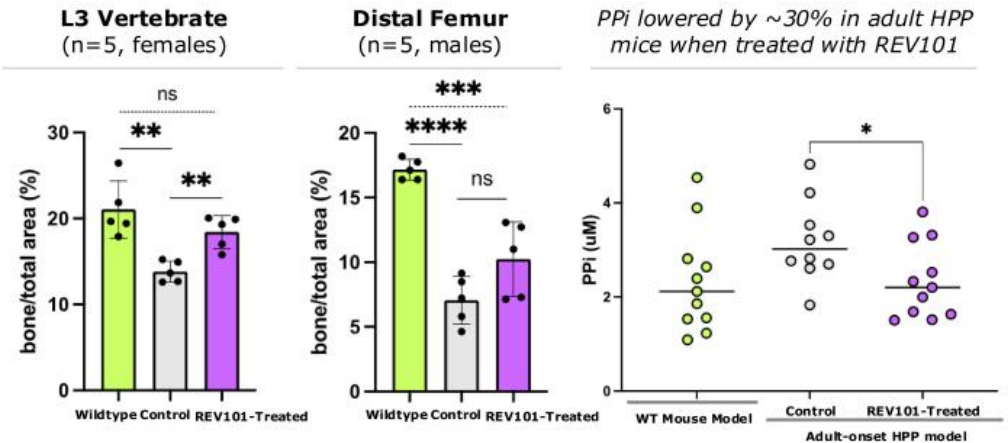 L3 Vertebrate
(n=5, females)
ns
**
**
30
20
10
0
bone/total area (%)
Wildtype Control REV101-Treated
Distal Femur
(n=5, males)
***
****
ns
20
15
10
5
0
bone/total area (%)
Wildtype Control REV101-Treated
PPi lowered by ~30% in adult HPP
mice when treated with REV101
*
6
4
2
0
PPi (uM)
WT Mouse Model
Control REV101-Treated
Adult-onset HPP model